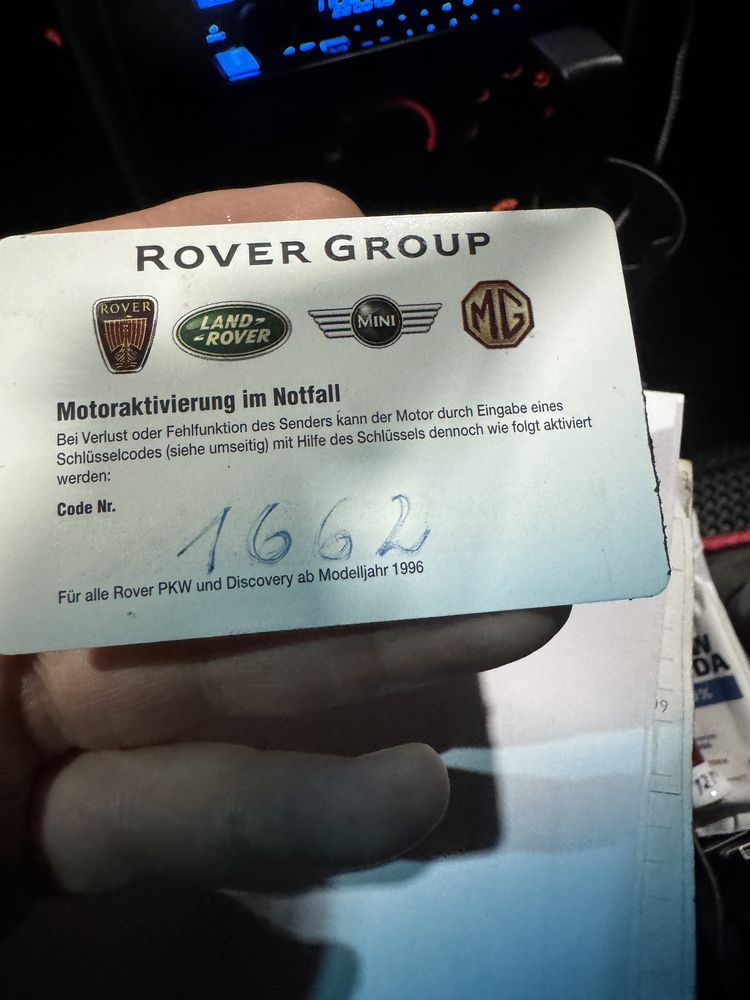 ROVER GROUP
ROVER
LAND-
-ROVER
MINI
MG
Motoraktivierung im Notfall
Bei Verlust oder Fehlfunktion des Senders kann der Motor durch Eingabe eines
Schlüsselcodes (siehe umseitig) mit Hilfe des Schlüssels dennoch wie folgt aktiviert
werden:
Code Nr.
1662
Für alle Rover PKW und Discovery ab Modelljahr 1996